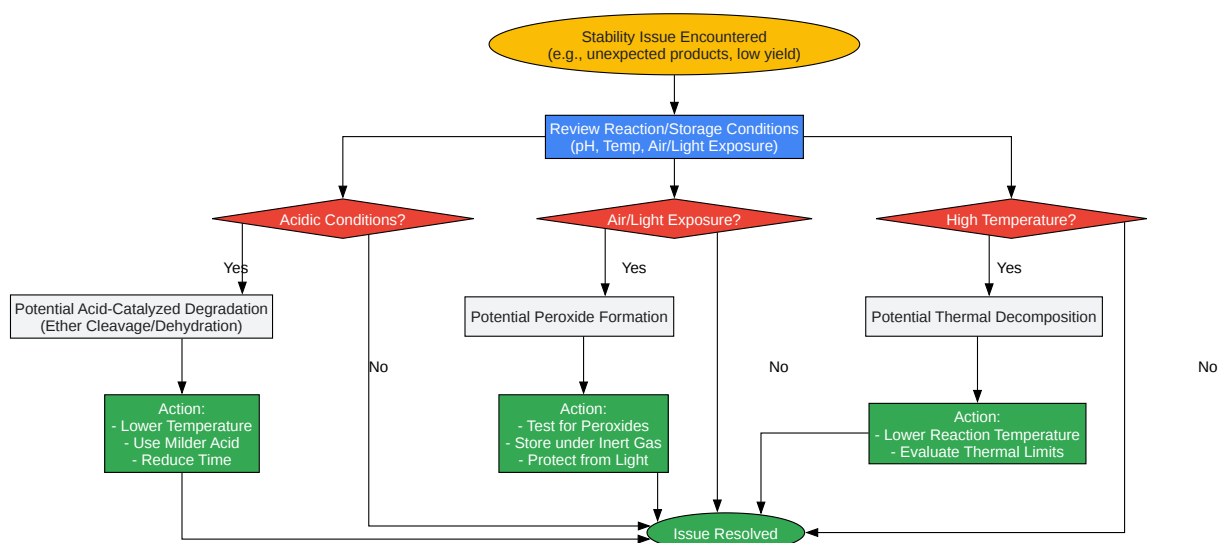 Stability Issue Encountered
(e.g., unexpected products, low yield)
Review Reaction/Storage Conditions
(pH, Temp, Air/Light Exposure)
Acidic Conditions?
Air/Light Exposure?
High Temperature?
Yes
Yes
Yes
Potential Acid-Catalyzed Degradation
(Ether Cleavage/Dehydration)
Potential Peroxide Formation
Potential Thermal Decomposition
No
No
No
Action:
- Lower Temperature
- Use Milder Acid
- Reduce Time
Action:
- Test for Peroxides
- Store under Inert Gas
- Protect from Light
Action:
- Lower Reaction Temperature
- Evaluate Thermal Limits
Issue Resolved